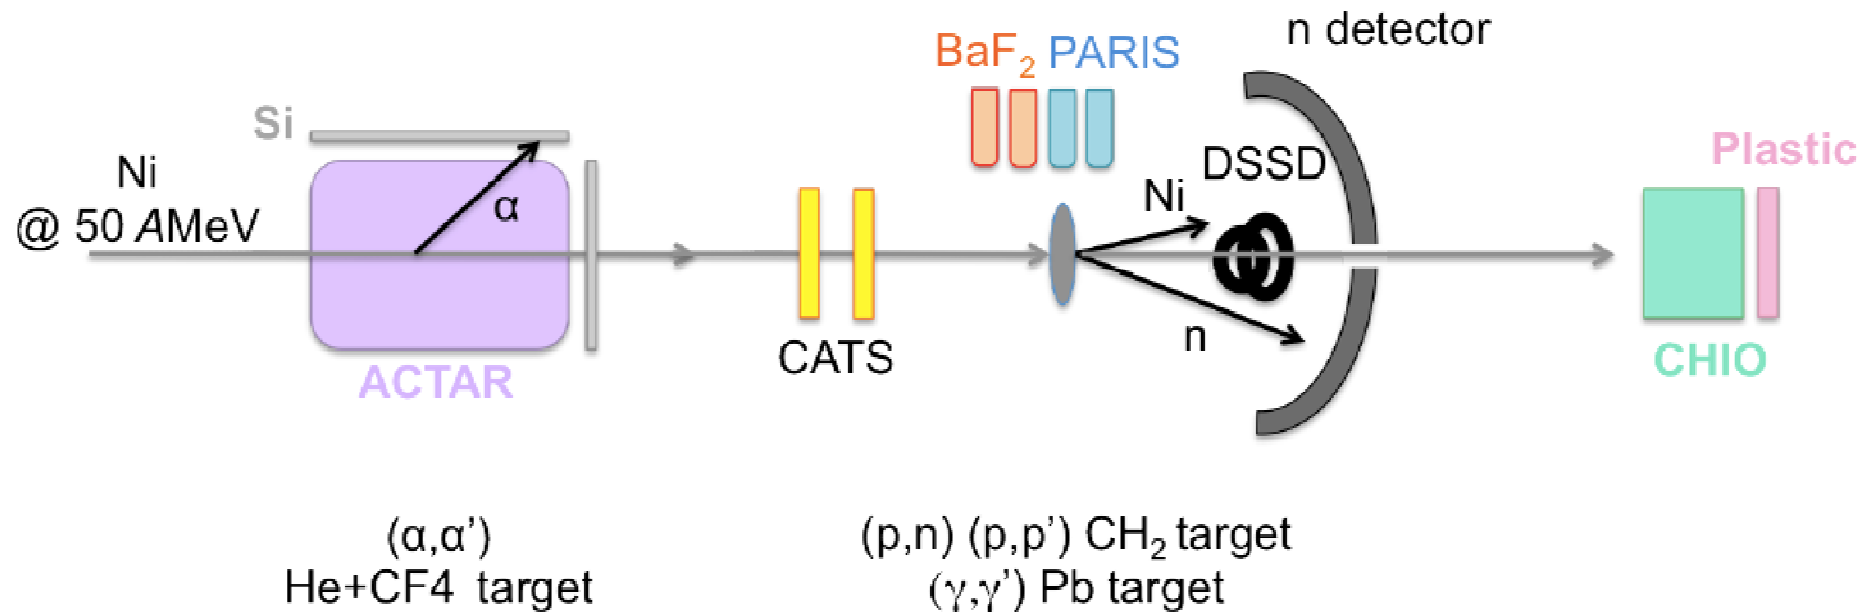 n detector
BaF₂ PARIS
Si
Ni
@ 50 AMeV
α
DSSD
Ni
Plastic
n
CATS
ACTAR
CHIO
(α,α’)
He+CF4 target
(p,n) (p,p’) CH₂ target
(γ,γ’) Pb target